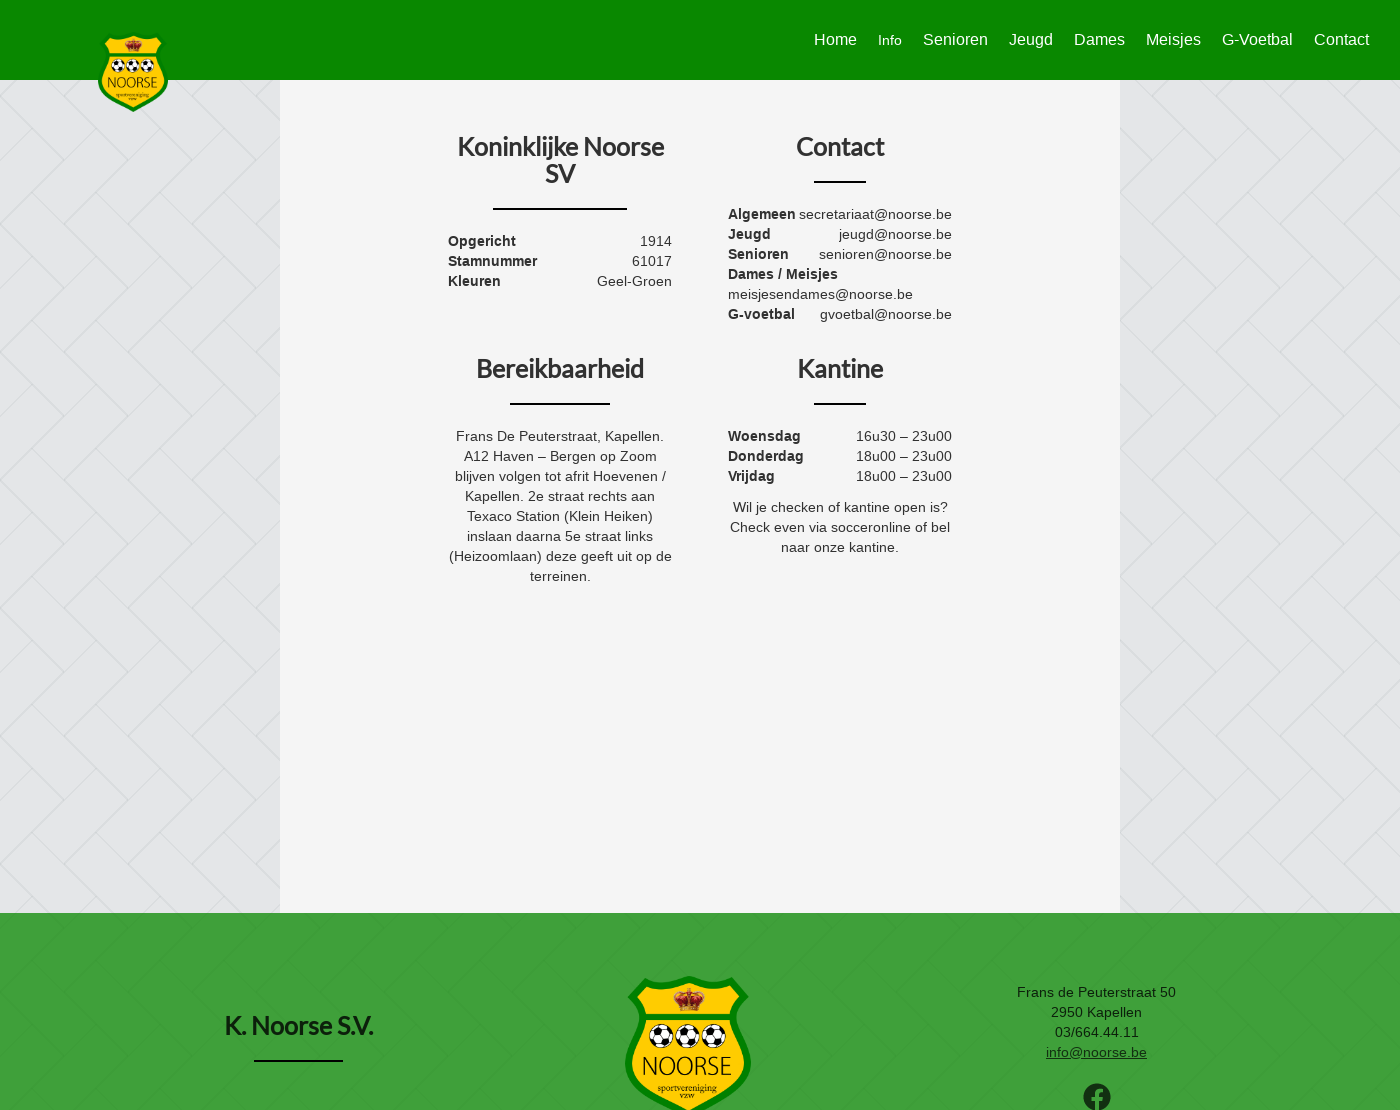 Home Info Senioren Jeugd Dames Meisjes G-Voetbal Contact
NOORSE
sportvereniging
vzw
Koninklijke Noorse
SV
Opgericht 1914
Stamnummer 61017
Kleuren Geel-Groen
Contact
Algemeen secretariaat@noorse.be
Jeugd jeugd@noorse.be
Senioren senioren@noorse.be
Dames / Meisjes
meisjesendames@noorse.be
G-voetbal gvoetbal@noorse.be
Bereikbaarheid
Frans De Peuterstraat, Kapellen.
A12 Haven – Bergen op Zoom
blijven volgen tot afrit Hoevenen /
Kapellen. 2e straat rechts aan
Texaco Station (Klein Heiken)
inslaan daarna 5e straat links
(Heizoomlaan) deze geeft uit op de
terreinen.
Kantine
Woensdag 16u30 – 23u00
Donderdag 18u00 – 23u00
Vrijdag 18u00 – 23u00
Wil je checken of kantine open is?
Check even via socceronline of bel
naar onze kantine.
K. Noorse S.V.
NOORSE
sportvereniging
vzw
Frans de Peuterstraat 50
2950 Kapellen
03/664.44.11
info@noorse.be